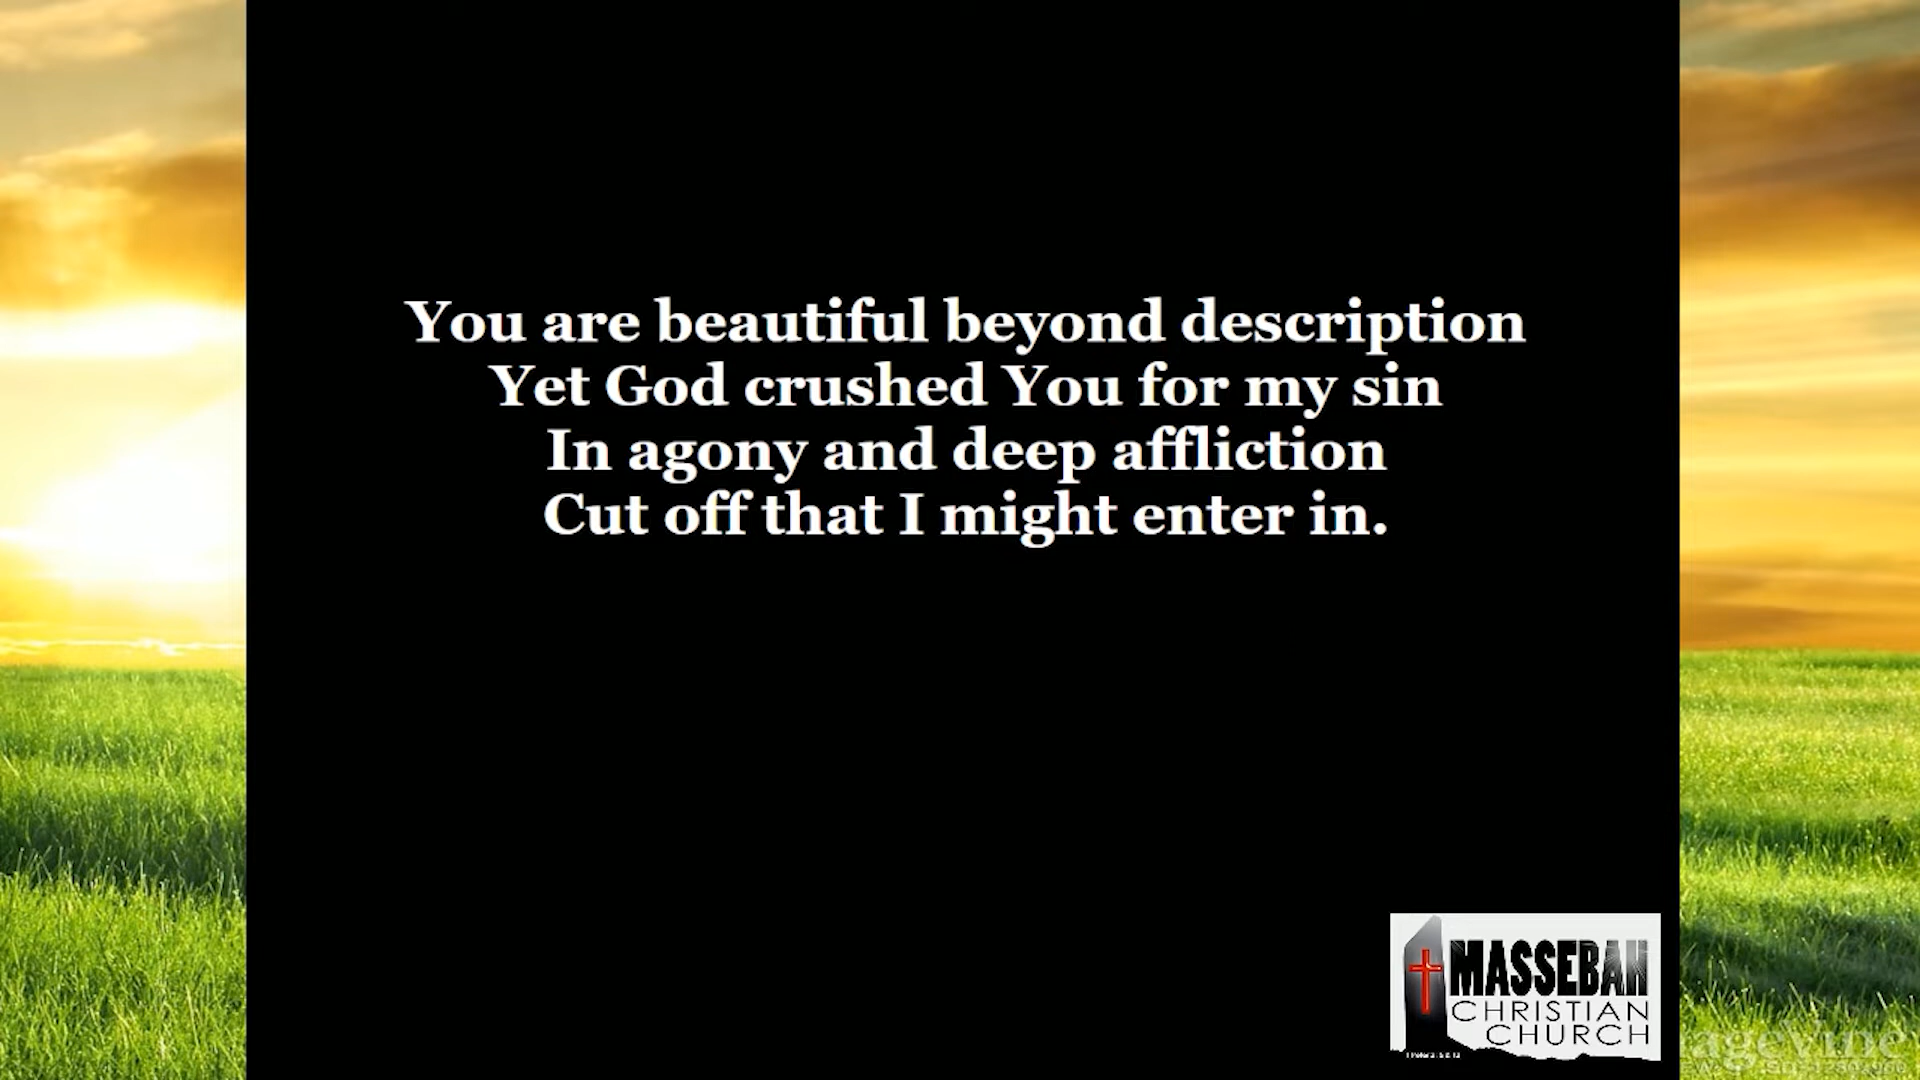 You are beautiful beyond description
Yet God crushed You for my sin
In agony and deep affliction
Cut off that I might enter in.
MASSEBAH
CHRISTIAN
CHURCH